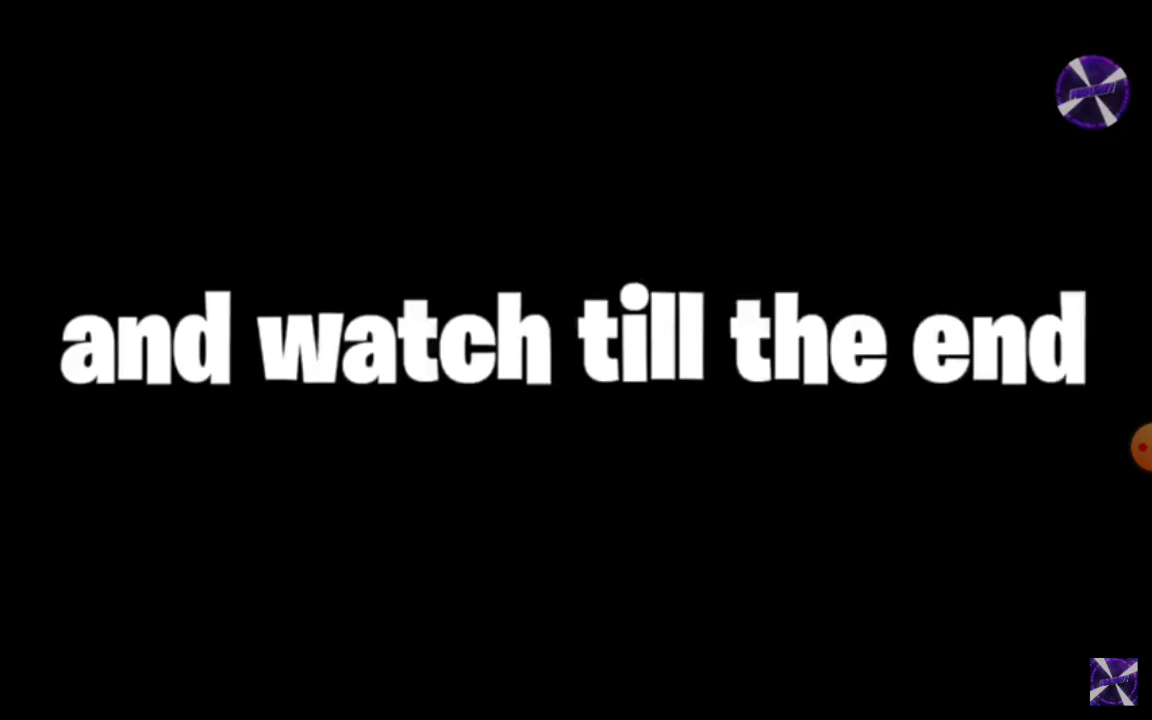 and watch till the end